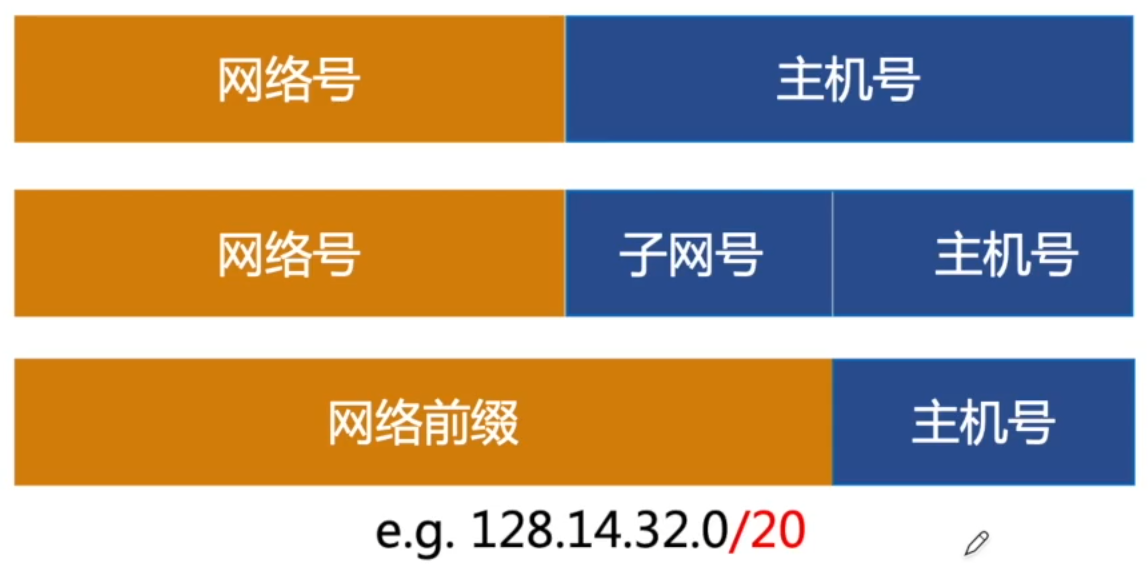 网络号 主机号
网络号 子网号 主机号
网络前缀 主机号
e.g. 128.14.32.0/20